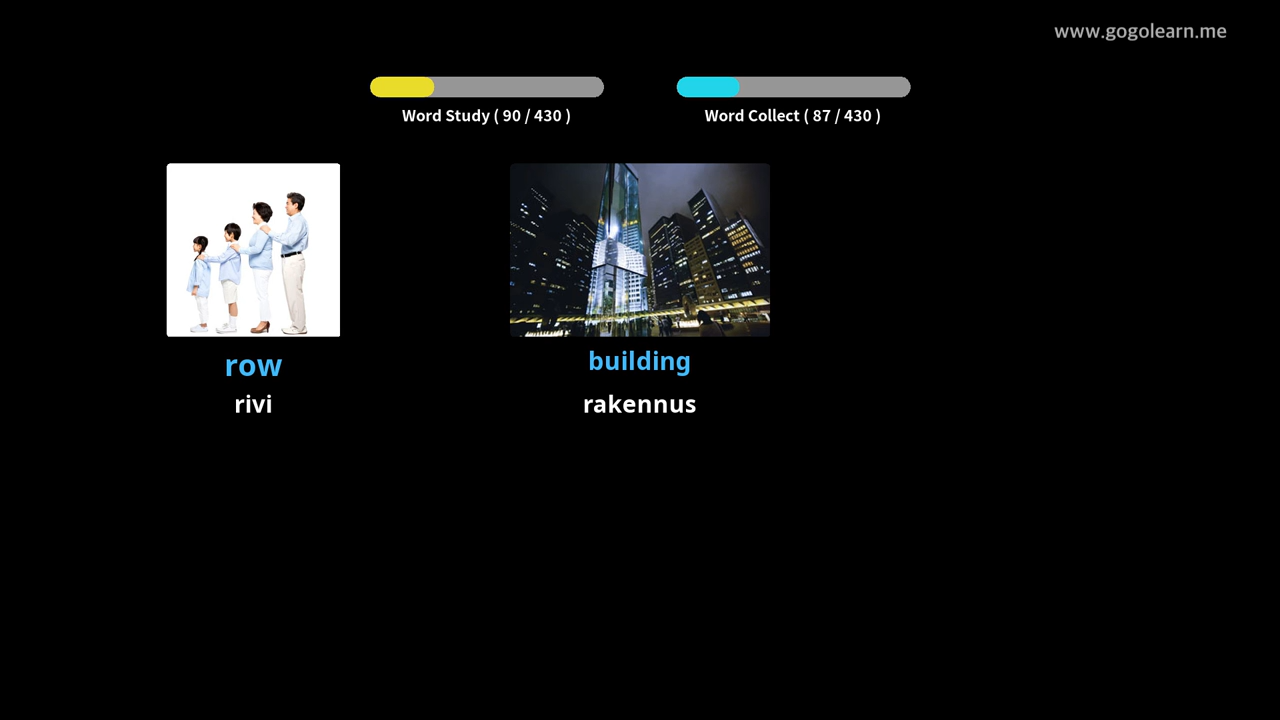 www.gogolearn.me
Word Study ( 90 / 430 )
Word Collect ( 87 / 430 )
row
rivi
building
rakennus